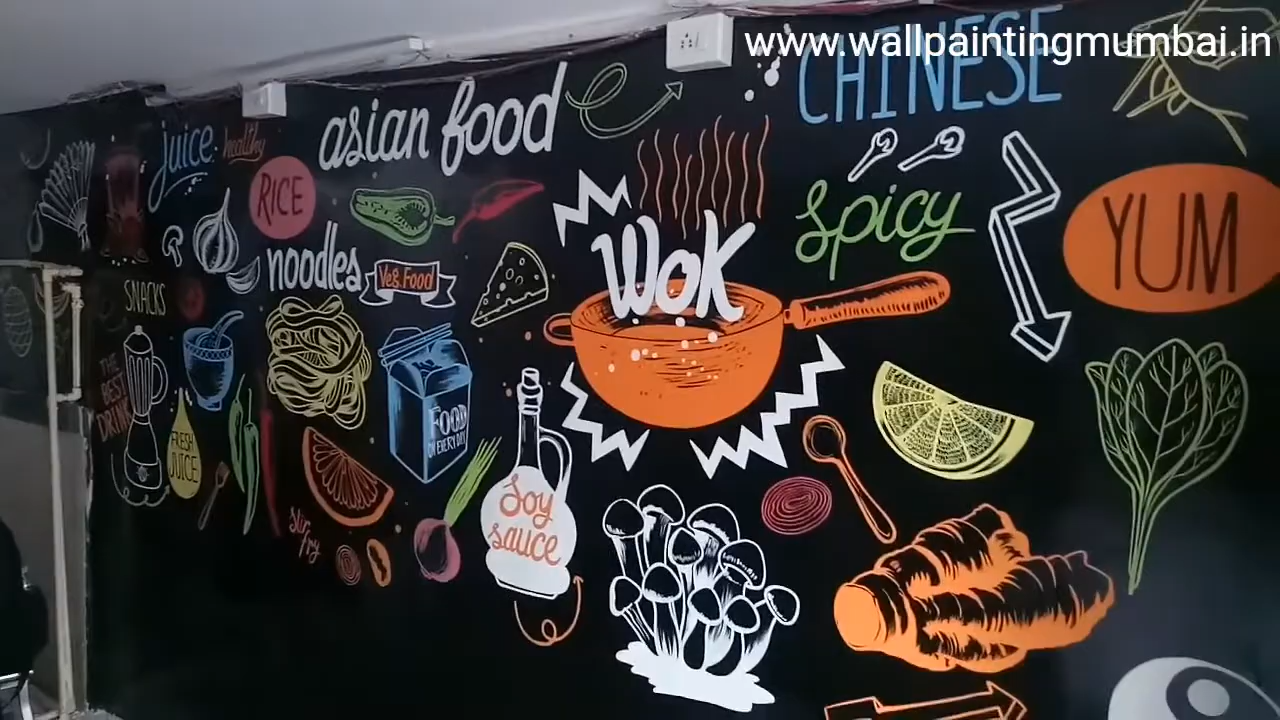 www.wallpaintingmumbai.in
CHINESE
asian food
juice
healthy
RICE
spicy
YUM
WOK
noodles
Veg Food
SNACKS
THE
BEST
DRINK
FOOD
ON EVERY DAY
FRESH
JUICE
Soy
sauce
Stir
fry